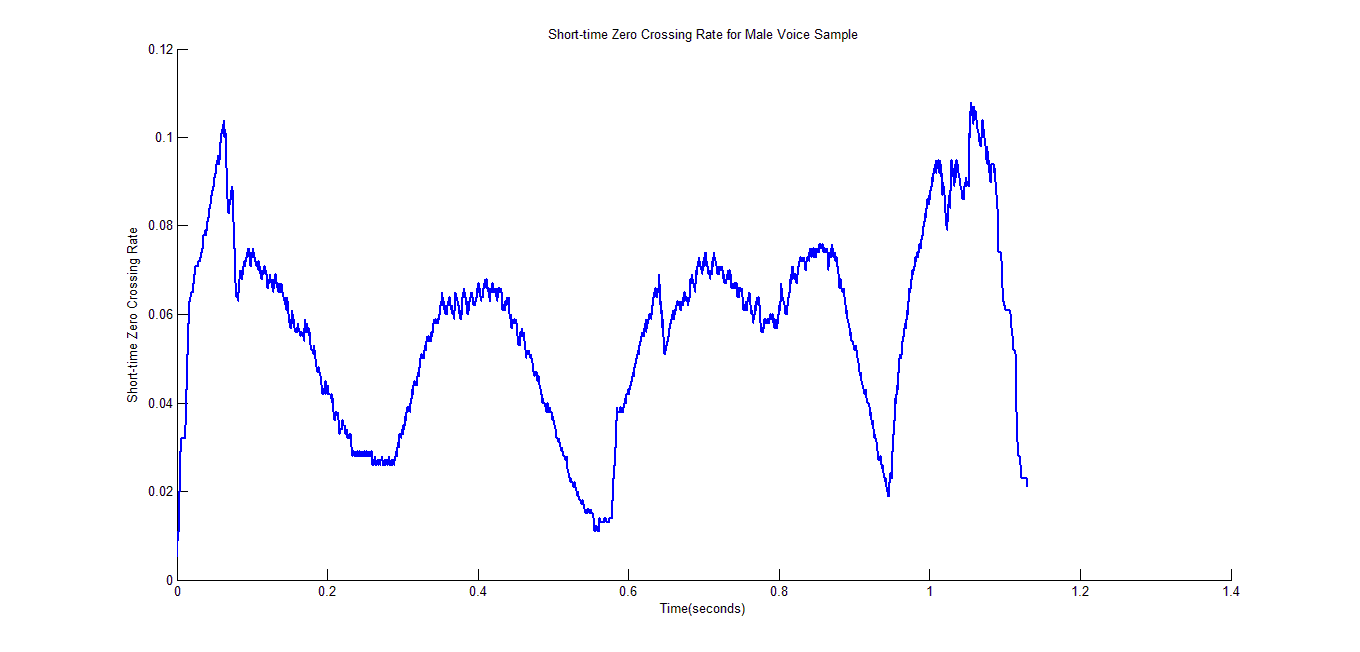 Short-time Zero Crossing Rate for Male Voice Sample
0.12
0.1
0.08
0.06
0.04
0.02
0
Short-time Zero Crossing Rate
0 0.2 0.4 0.6 0.8 1 1.2 1.4
Time(seconds)